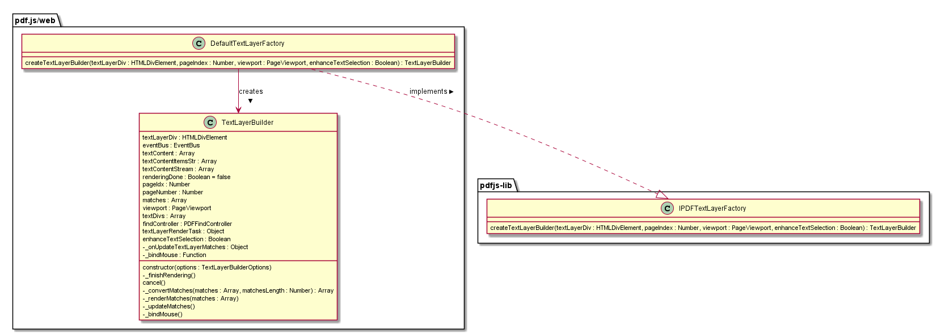 pdf.js/web
C DefaultTextLayerFactory
createTextLayerBuilder(textLayerDiv : HTMLDivElement, pageIndex : Number, viewport : PageViewport, enhanceTextSelection : Boolean) : TextLayerBuilder
creates
implements
C TextLayerBuilder
textLayerDiv : HTMLDivElement
eventBus : EventBus
textContent : Array
textContentItemsStr : Array
textContentStream : Array
renderingDone : Boolean = false
pageIdx : Number
pageNumber : Number
matches : Array
viewport : PageViewport
textDivs : Array
findController : PDFFindController
textLayerRenderTask : Object
enhanceTextSelection : Boolean
-_onUpdateTextLayerMatches : Object
-_bindMouse : Function
constructor(options : TextLayerBuilderOptions)
-_finishRendering()
cancel()
-_convertMatches(matches : Array, matchesLength : Number) : Array
-_renderMatches(matches : Array)
-_updateMatches()
-_bindMouse()
pdfjs-lib
C IPDFTextLayerFactory
createTextLayerBuilder(textLayerDiv : HTMLDivElement, pageIndex : Number, viewport : PageViewport, enhanceTextSelection : Boolean) : TextLayerBuilder